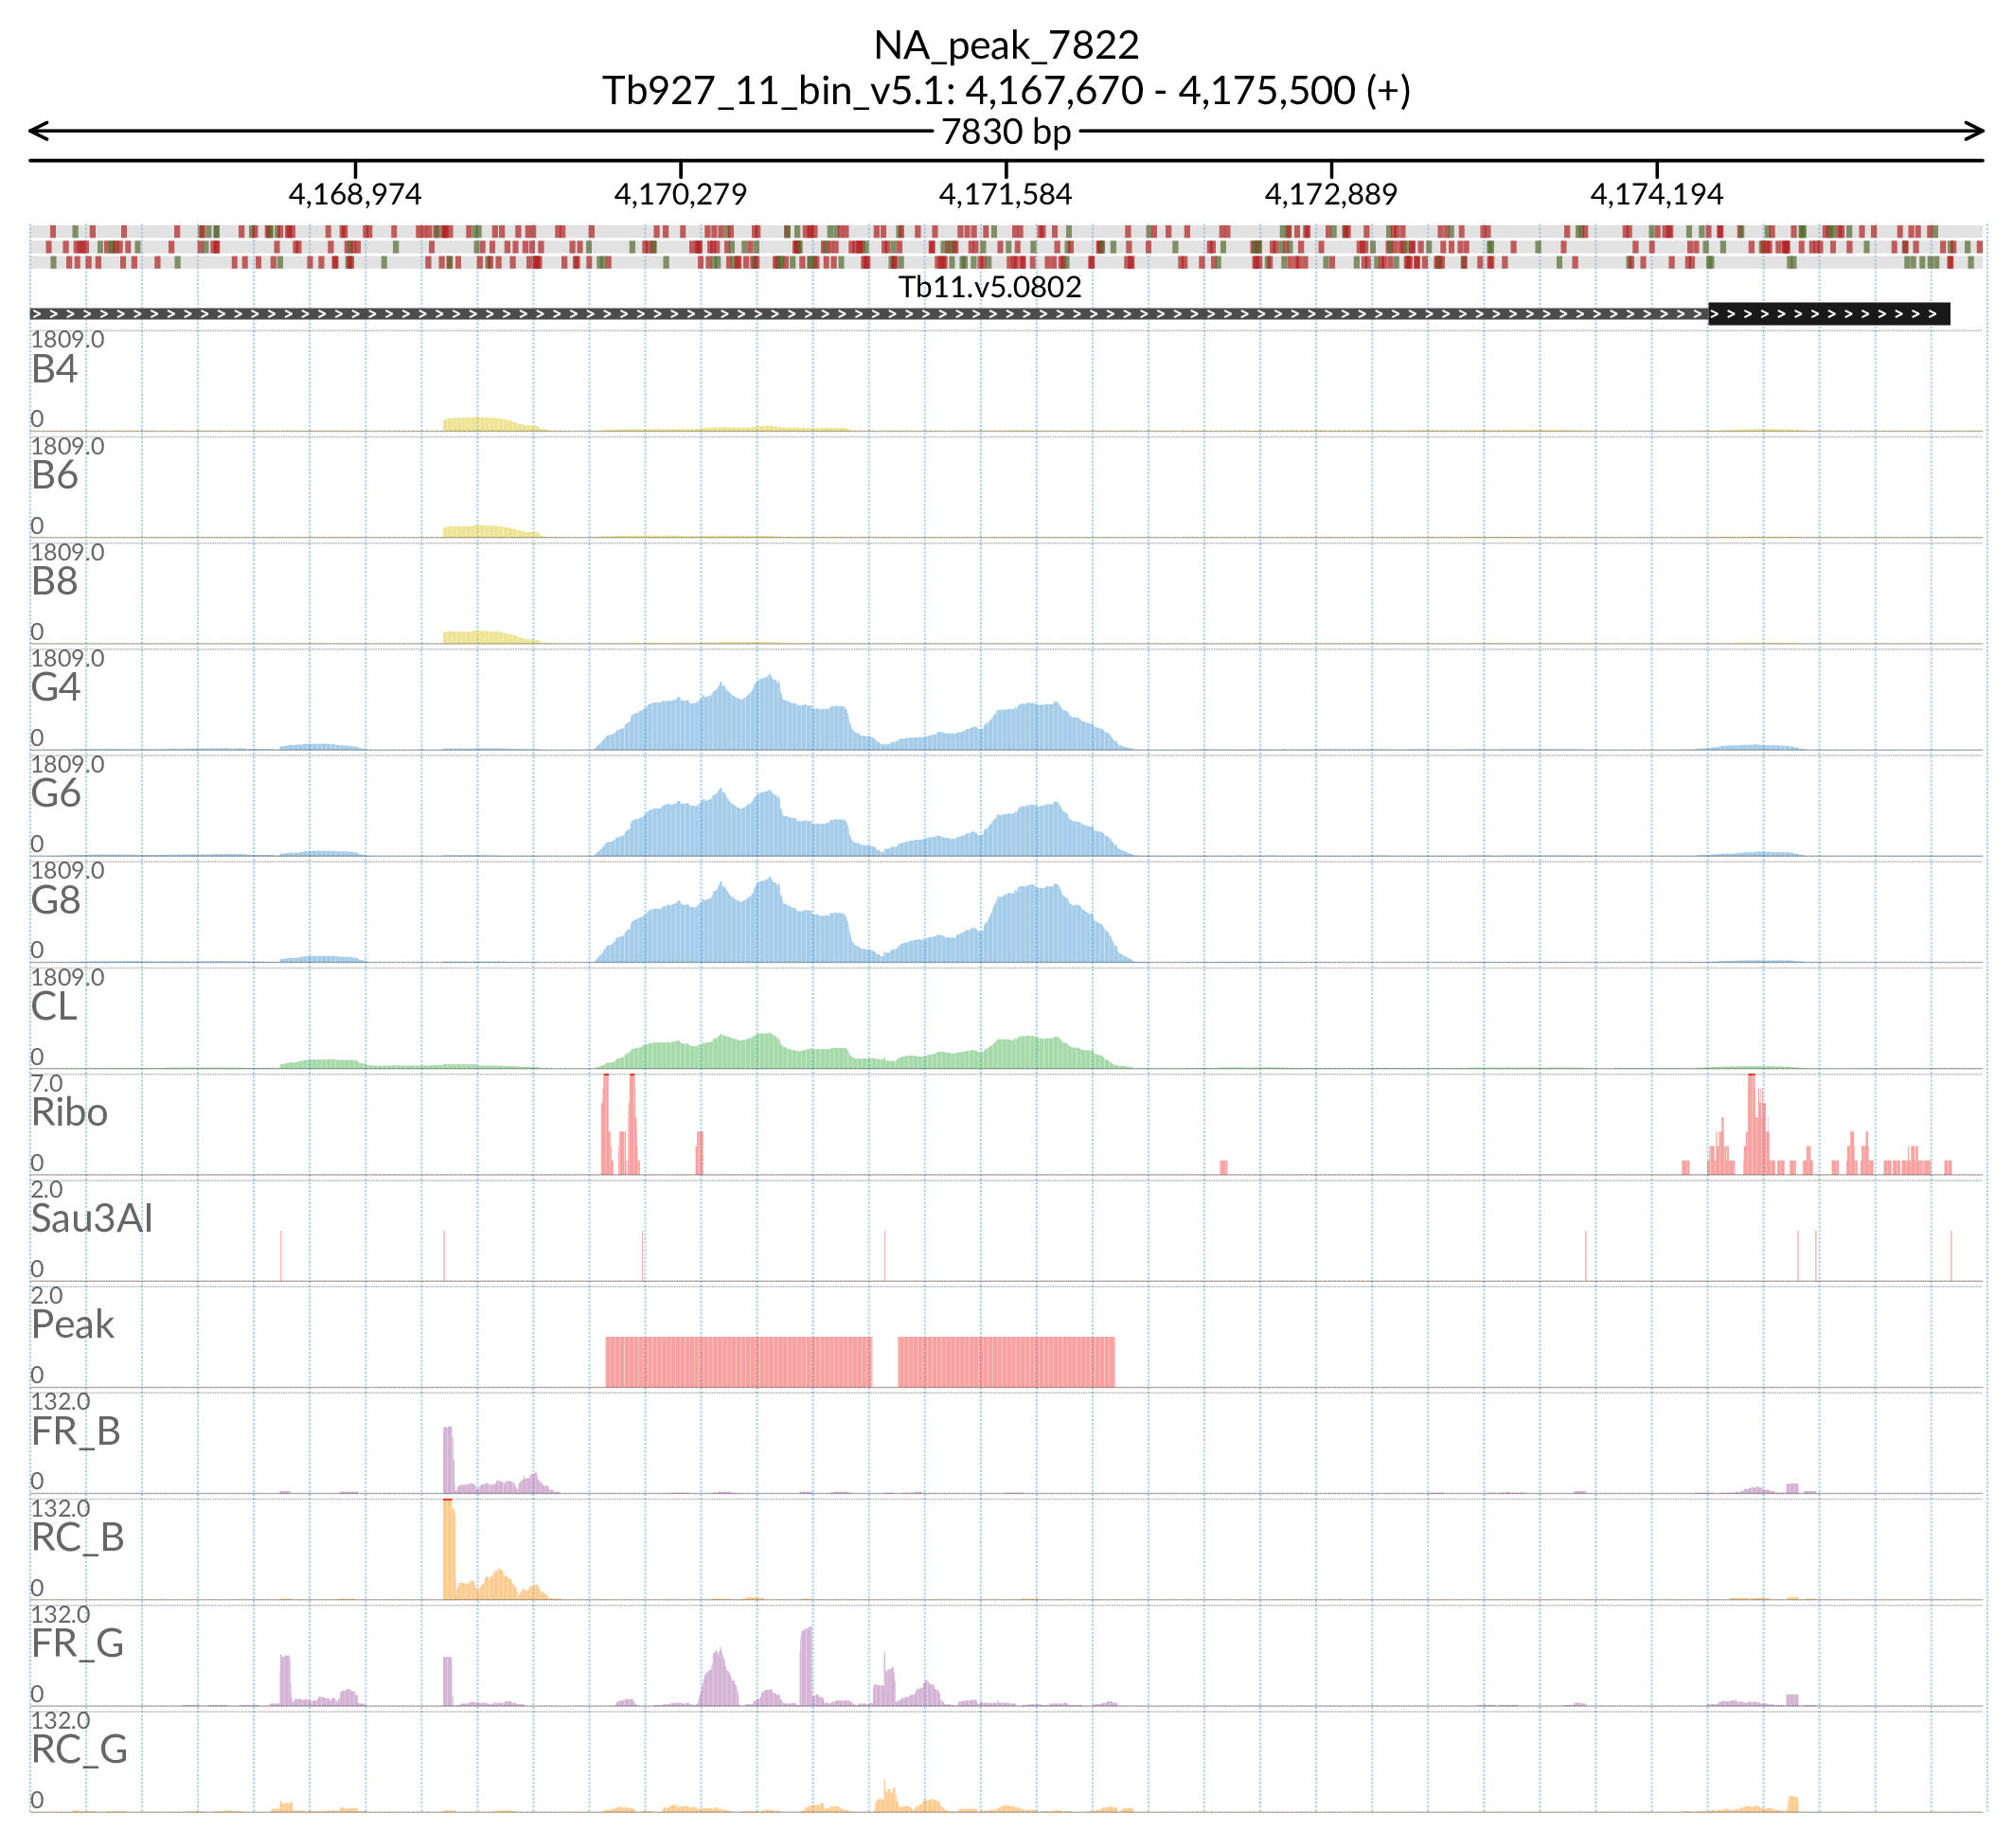 NA_peak_7822
Tb927_11_bin_v5.1: 4,167,670 - 4,175,500 (+)
7830 bp
4,168,974 4,170,279 4,171,584 4,172,889 4,174,194
Tb11.v5.0802
1809.0
B4
0
1809.0
B6
0
1809.0
B8
0
1809.0
G4
0
1809.0
G6
0
1809.0
G8
0
1809.0
CL
0
7.0
Ribo
0
2.0
Sau3AI
0
2.0
Peak
0
132.0
FR_B
0
132.0
RC_B
0
132.0
FR_G
0
132.0
RC_G
0